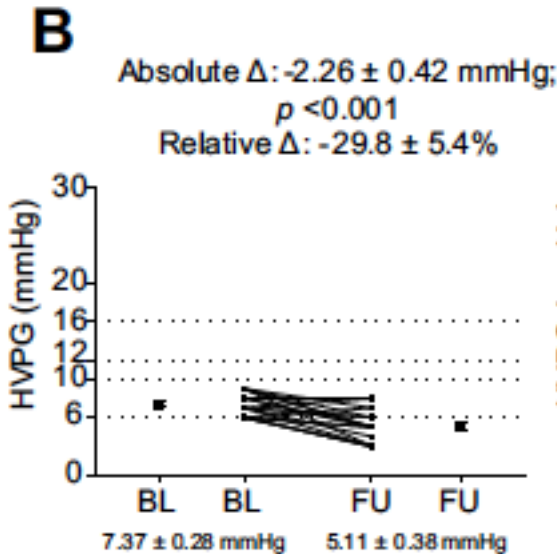 B
Absolute Δ: -2.26 ± 0.42 mmHg;
p <0.001
Relative Δ: -29.8 ± 5.4%
HVPG (mmHg)
30
20
16
12
10
6
0
BL BL FU FU
7.37 ± 0.28 mmHg 5.11 ± 0.38 mmHg